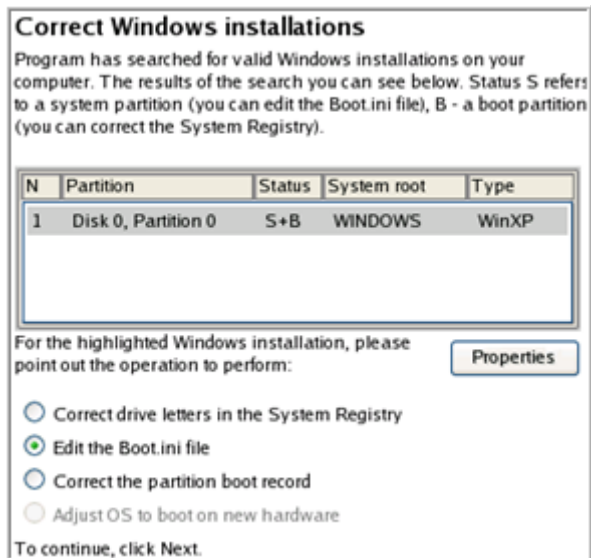 Correct Windows installations
Program has searched for valid Windows installations on your
computer. The results of the search you can see below. Status S refers
to a system partition (you can edit the Boot.ini file), B - a boot partition
(you can correct the System Registry).
N Partition Status System root Type
1 Disk 0, Partition 0 S+B WINDOWS WinXP
For the highlighted Windows installation, please
point out the operation to perform:
Properties
Correct drive letters in the System Registry
Edit the Boot.ini file
Correct the partition boot record
Adjust OS to boot on new hardware
To continue, click Next.